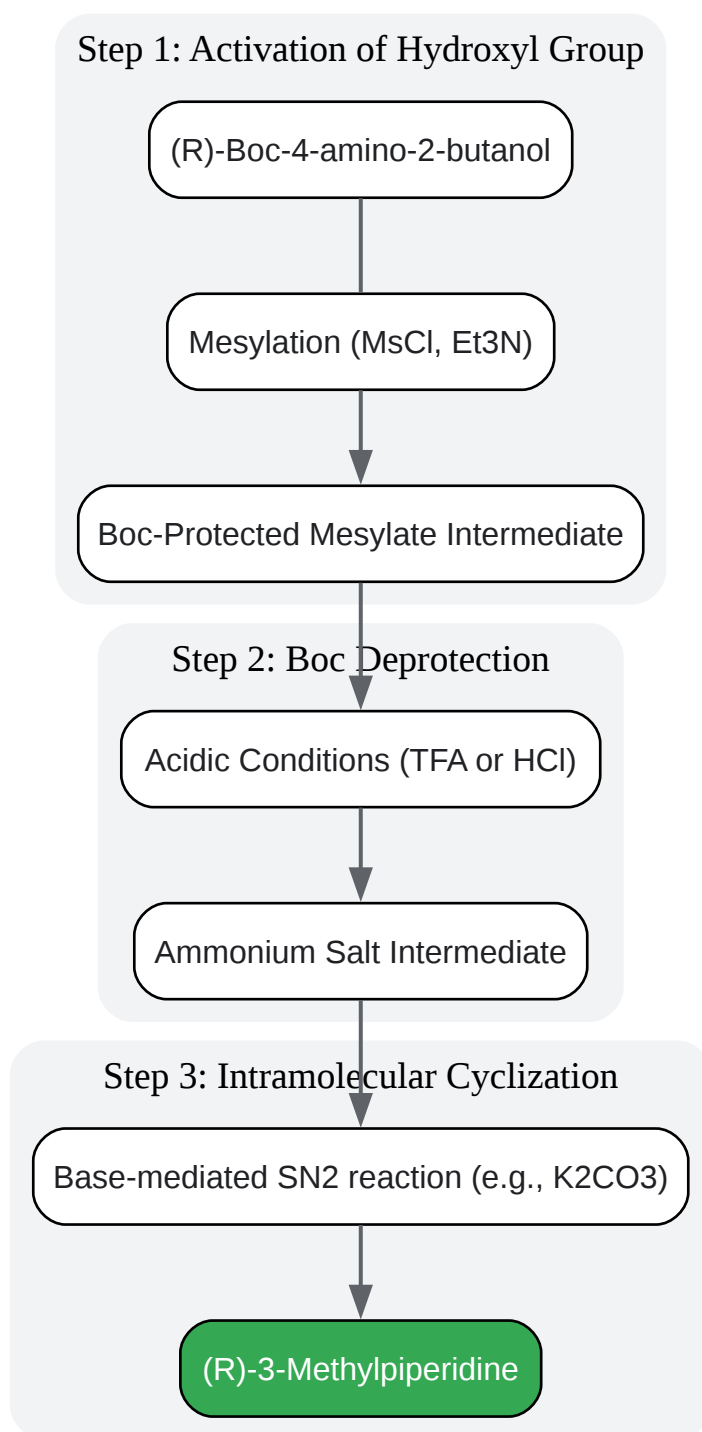 Step 1: Activation of Hydroxyl Group
(R)-Boc-4-amino-2-butanol
Mesylation (MsCl, Et3N)
Boc-Protected Mesylate Intermediate
Step 2: Boc Deprotection
Acidic Conditions (TFA or HCl)
Ammonium Salt Intermediate
Step 3: Intramolecular Cyclization
Base-mediated SN2 reaction (e.g., K2CO3)
(R)-3-Methylpiperidine